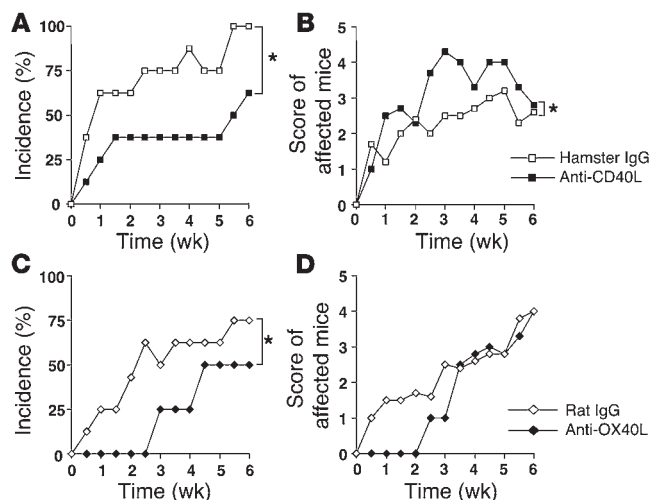 A
Incidence (%)
100
75
50
25
0
0 1 2 3 4 5 6
Time (wk)
*
B
Score of
affected mice
5
4
3
2
1
0
0 1 2 3 4 5 6
Time (wk)
*
Hamster IgG
Anti-CD40L
C
Incidence (%)
100
75
50
25
0
0 1 2 3 4 5 6
Time (wk)
*
D
Score of
affected mice
5
4
3
2
1
0
0 1 2 3 4 5 6
Time (wk)
Rat IgG
Anti-OX40L